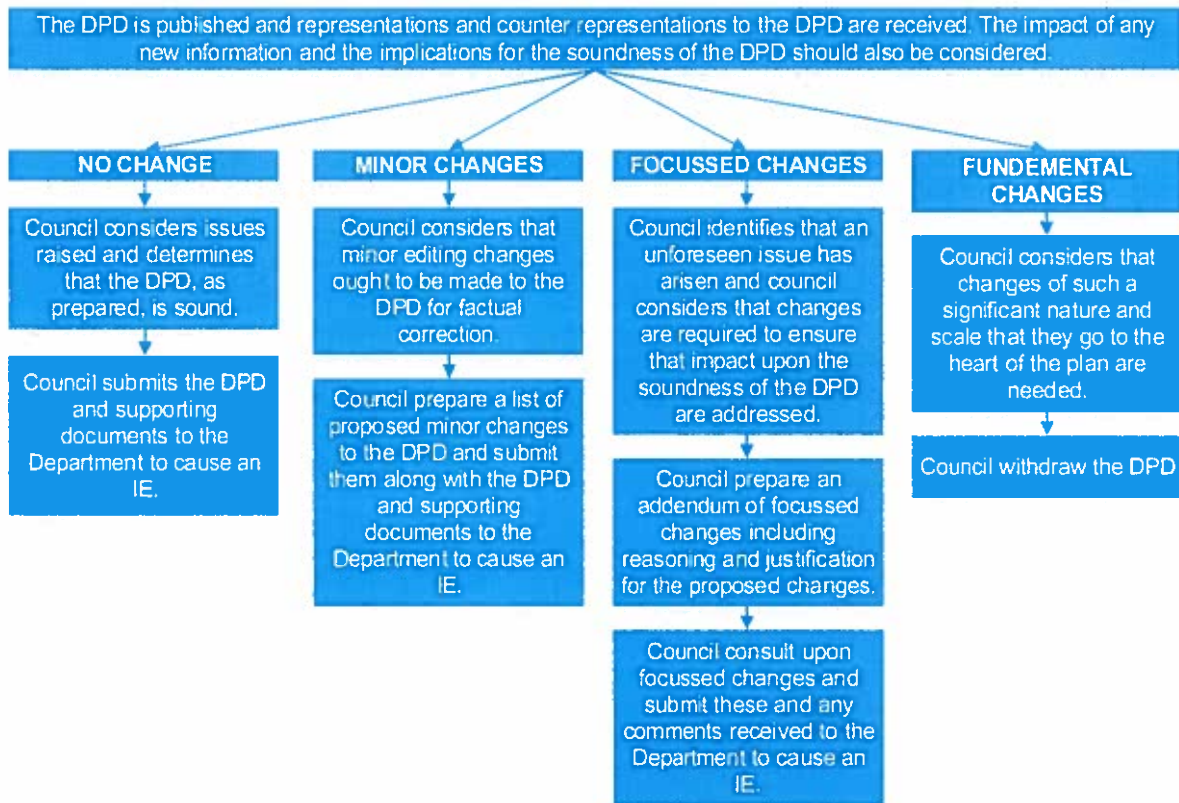 The DPD is published and representations and counter representations to the DPD are received. The impact of any
new information and the implications for the soundness of the DPD should also be considered.
NO CHANGE
Council considers issues
raised and determines
that the DPD, as
prepared, is sound.
Council submits the DPD
and supporting
documents to the
Department to cause an
IE.
MINOR CHANGES
Council considers that
minor editing changes
ought to be made to the
DPD for factual
correction.
Council prepare a list of
proposed minor changes
to the DPD and submit
them along with the DPD
and supporting
documents to the
Department to cause an
IE.
FOCUSSED CHANGES
Council identifies that an
unforeseen issue has
arisen and council
considers that changes
are required to ensure
that impact upon the
soundness of the DPD
are addressed.
Council prepare an
addendum of focussed
changes including
reasoning and justification
for the proposed changes.
Council consult upon
focussed changes and
submit these and any
comments received to the
Department to cause an
IE.
FUNDEMENTAL
CHANGES
Council considers that
changes of such a
significant nature and
scale that they go to the
heart of the plan are
needed.
Council withdraw the DPD